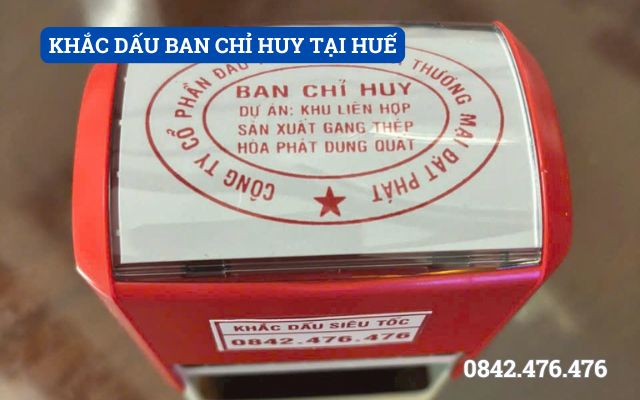 KHẮC DẤU BAN CHỈ HUY TẠI HUẾ
CÔNG TY CỔ PHẦN ĐẦU
THƯƠNG MẠI ĐẠT PHÁT
BAN CHỈ HUY
DỰ ÁN: KHU LIÊN HỢP
SẢN XUẤT GANG THÉP
HÒA PHÁT DUNG QUẤT
KHẮC DẤU SIÊU TỐC
0842.476.476
0842.476.476